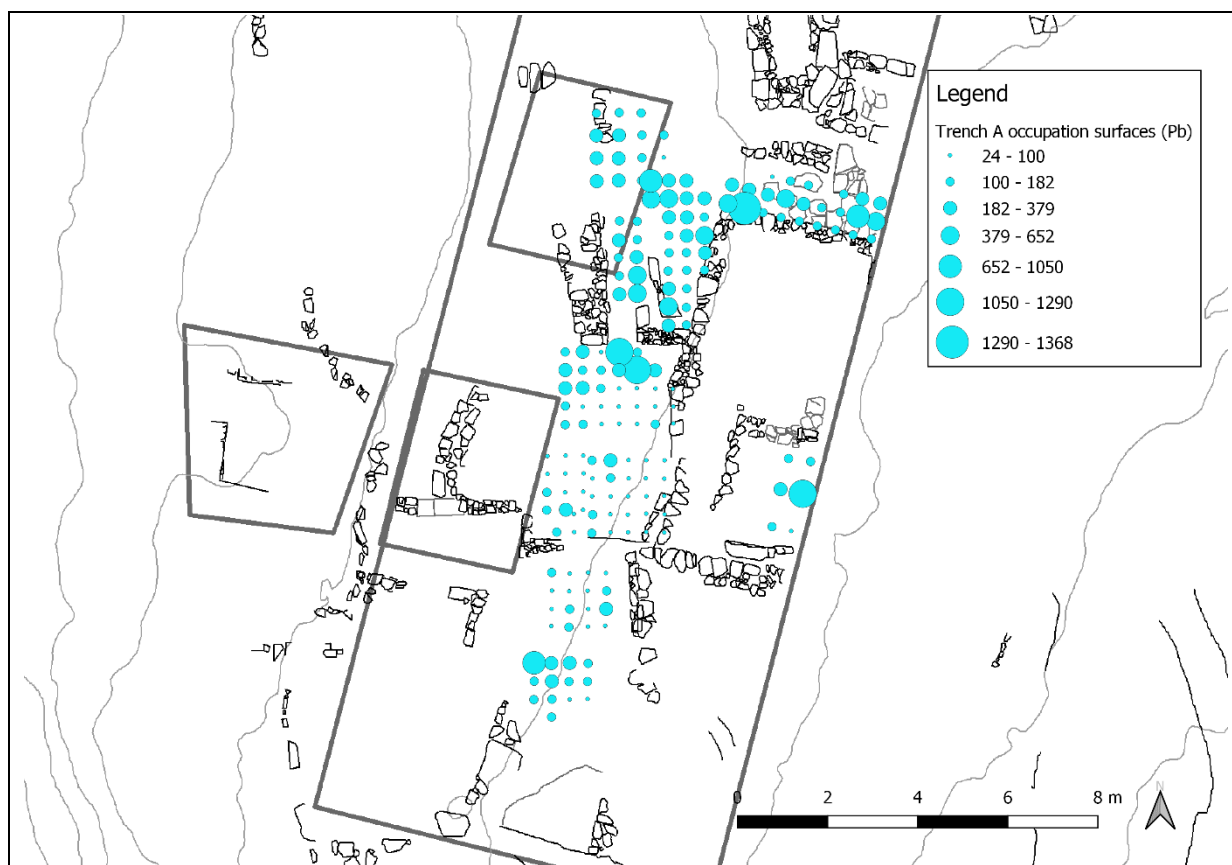 Legend
Trench A occupation surfaces (Pb)
24 - 100
100 - 182
182 - 379
379 - 652
652 - 1050
1050 - 1290
1290 - 1368
N
0 2 4 6 8 m